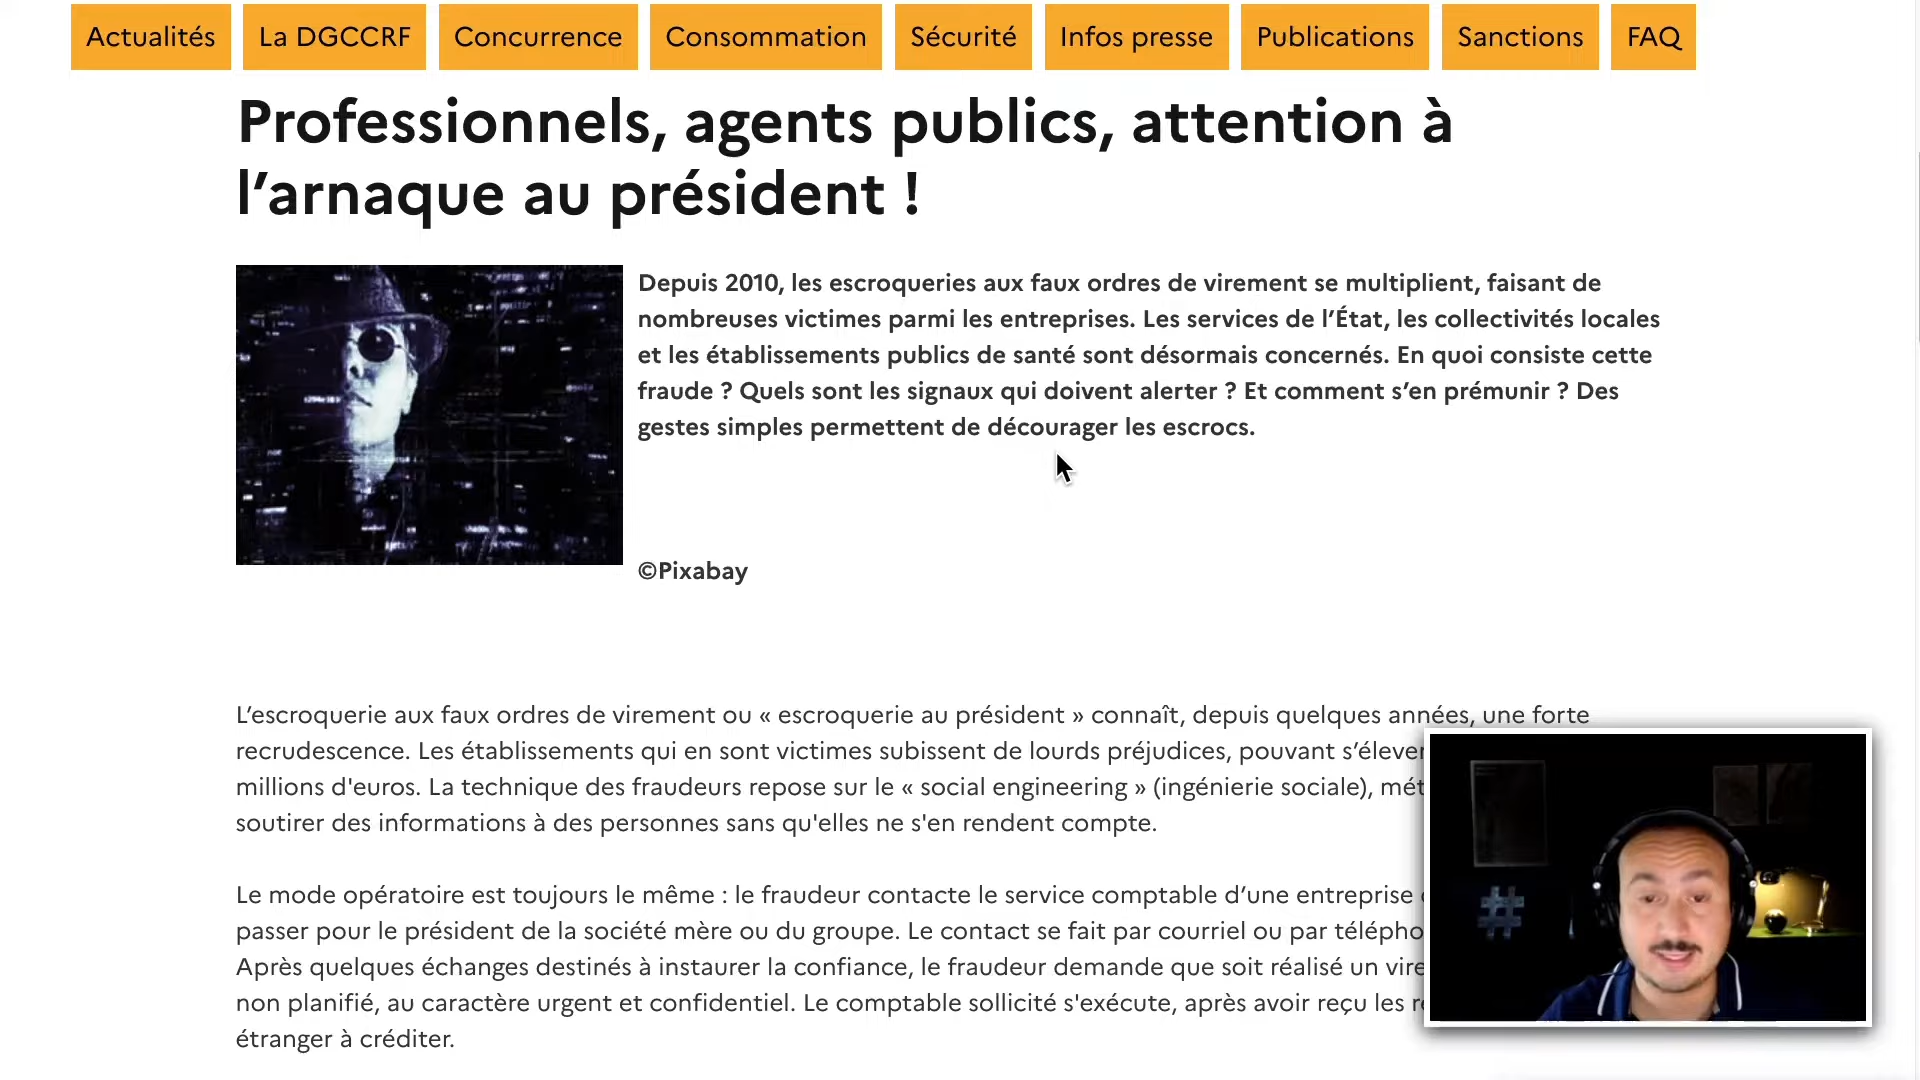 Actualités La DGCCRF Concurrence Consommation Sécurité Infos presse Publications Sanctions FAQ
Professionnels, agents publics, attention à
l’arnaque au président !
Depuis 2010, les escroqueries aux faux ordres de virement se multiplient, faisant de
nombreuses victimes parmi les entreprises. Les services de l’État, les collectivités locales
et les établissements publics de santé sont désormais concernés. En quoi consiste cette
fraude ? Quels sont les signaux qui doivent alerter ? Et comment s’en prémunir ? Des
gestes simples permettent de décourager les escrocs.
©Pixabay
L’escroquerie aux faux ordres de virement ou « escroquerie au président » connaît, depuis quelques années, une forte
recrudescence. Les établissements qui en sont victimes subissent de lourds préjudices, pouvant s’élever
millions d'euros. La technique des fraudeurs repose sur le « social engineering » (ingénierie sociale),
soutirer des informations à des personnes sans qu'elles ne s'en rendent compte.
Le mode opératoire est toujours le même : le fraudeur contacte le service comptable d’une entreprise
passer pour le président de la société mère ou du groupe. Le contact se fait par courriel ou par
Après quelques échanges destinés à instaurer la confiance, le fraudeur demande que soit réalisé un
non planifié, au caractère urgent et confidentiel. Le comptable sollicité s'exécute, après avoir reçu les
étranger à créditer.
#